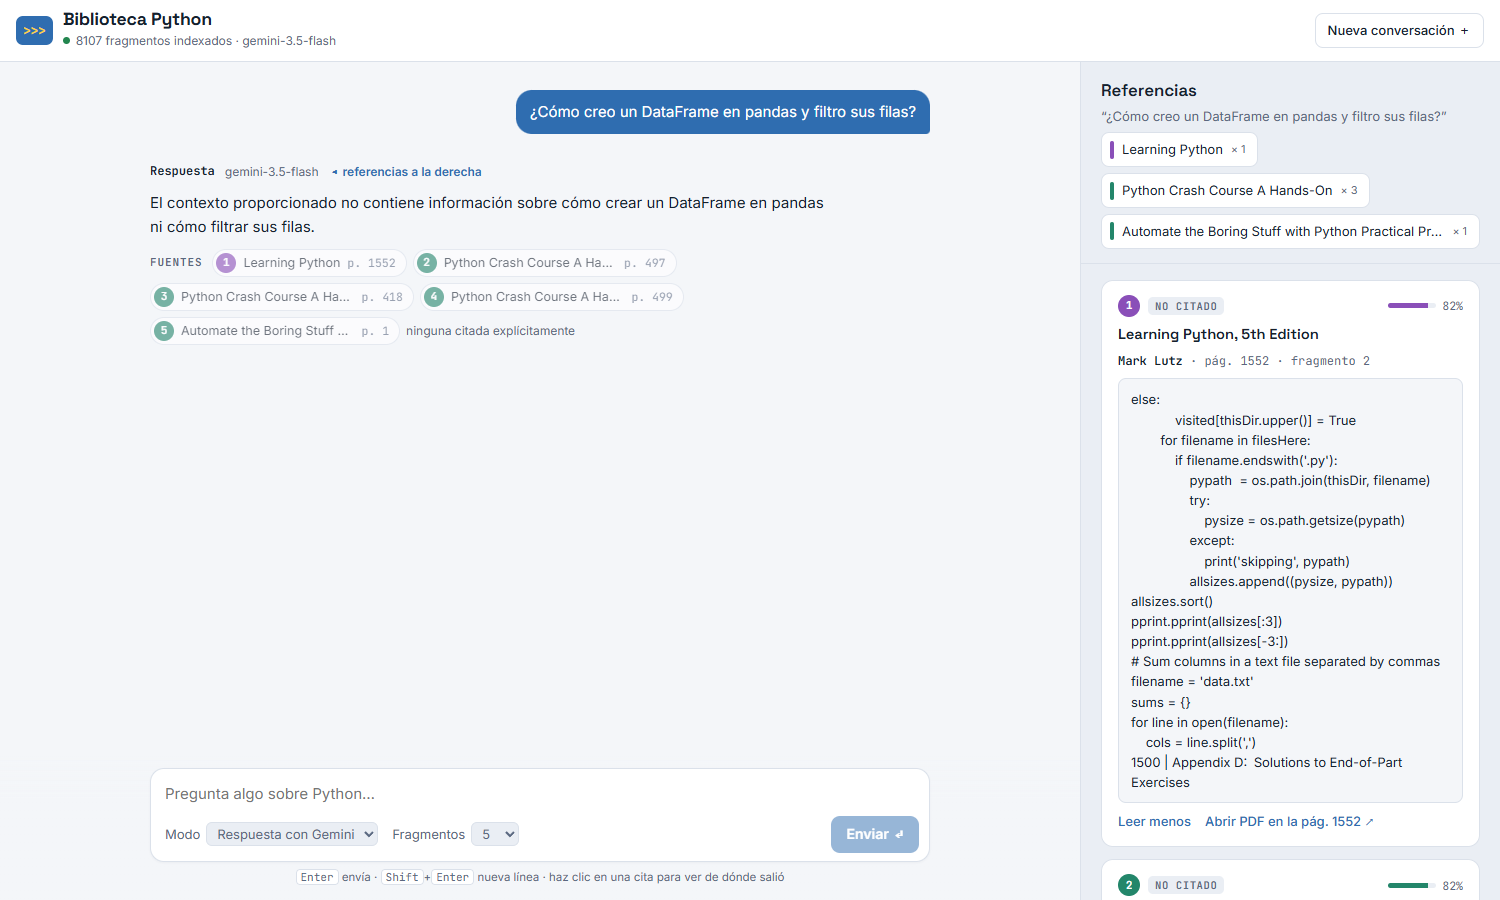 >>> Biblioteca Python
8107 fragmentos indexados · gemini-3.5-flash
Nueva conversación +
¿Cómo creo un DataFrame en pandas y filtro sus filas?
Respuesta gemini-3.5-flash ◂ referencias a la derecha
El contexto proporcionado no contiene información sobre cómo crear un DataFrame en pandas
ni cómo filtrar sus filas.
FUENTES 1 Learning Python p. 1552 2 Python Crash Course A Ha... p. 497
3 Python Crash Course A Ha... p. 418 4 Python Crash Course A Ha... p. 499
5 Automate the Boring Stuff ... p. 1 ninguna citada explícitamente
Pregunta algo sobre Python...
Modo Respuesta con Gemini Fragmentos 5 Enviar ↲
Enter envía · Shift+Enter nueva línea · haz clic en una cita para ver de dónde salió
Referencias
“¿Cómo creo un DataFrame en pandas y filtro sus filas?”
Learning Python × 1
Python Crash Course A Hands-On × 3
Automate the Boring Stuff with Python Practical Pr... × 1
1 NO CITADO 82%
Learning Python, 5th Edition
Mark Lutz · pág. 1552 · fragmento 2
else:
visited[thisDir.upper()] = True
for filename in filesHere:
if filename.endswith('.py'):
pypath  = os.path.join(thisDir, filename)
try:
pysize = os.path.getsize(pypath)
except:
print('skipping', pypath)
allsizes.append((pysize, pypath))
allsizes.sort()
pprint.pprint(allsizes[:3])
pprint.pprint(allsizes[-3:])
# Sum columns in a text file separated by commas
filename = 'data.txt'
sums = {}
for line in open(filename):
cols = line.split(',')
1500 | Appendix D:  Solutions to End-of-Part
Exercises
Leer menos Abrir PDF en la pág. 1552 ↗
2 NO CITADO 82%